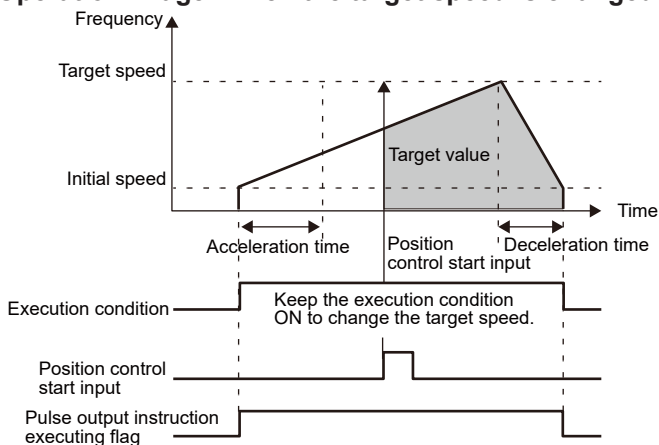 Frequency
Target speed
Target value
Initial speed
Time
Acceleration time
Position
control start input
Deceleration time
Execution condition
Keep the execution condition
ON to change the target speed.
Position control
start input
Pulse output instruction
executing flag